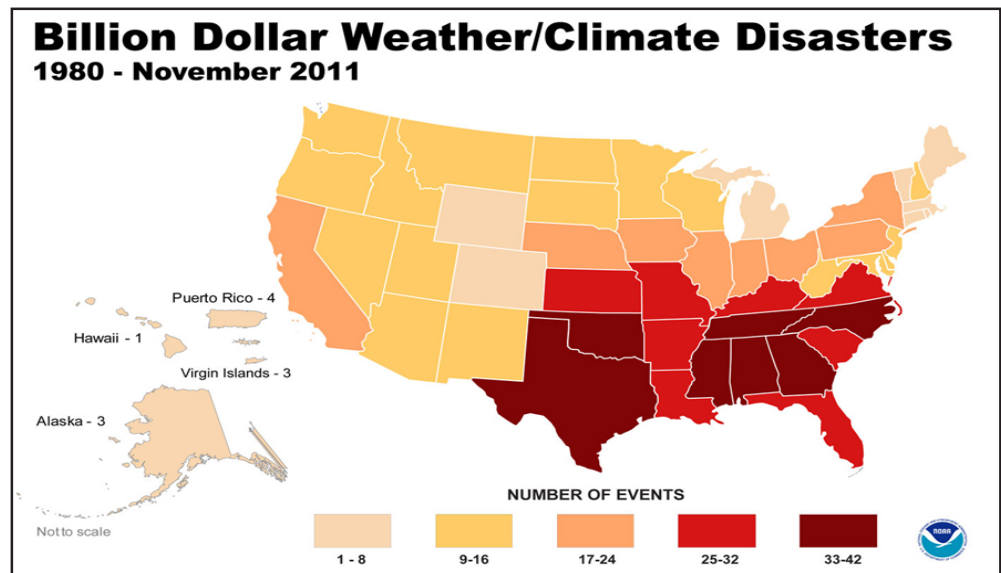 Billion Dollar Weather/Climate Disasters
1980 - November 2011
Puerto Rico - 4
Hawaii - 1
Virgin Islands - 3
Alaska - 3
Not to scale
NUMBER OF EVENTS
1 - 8
9-16
17-24
25-32
33-42
NOAA